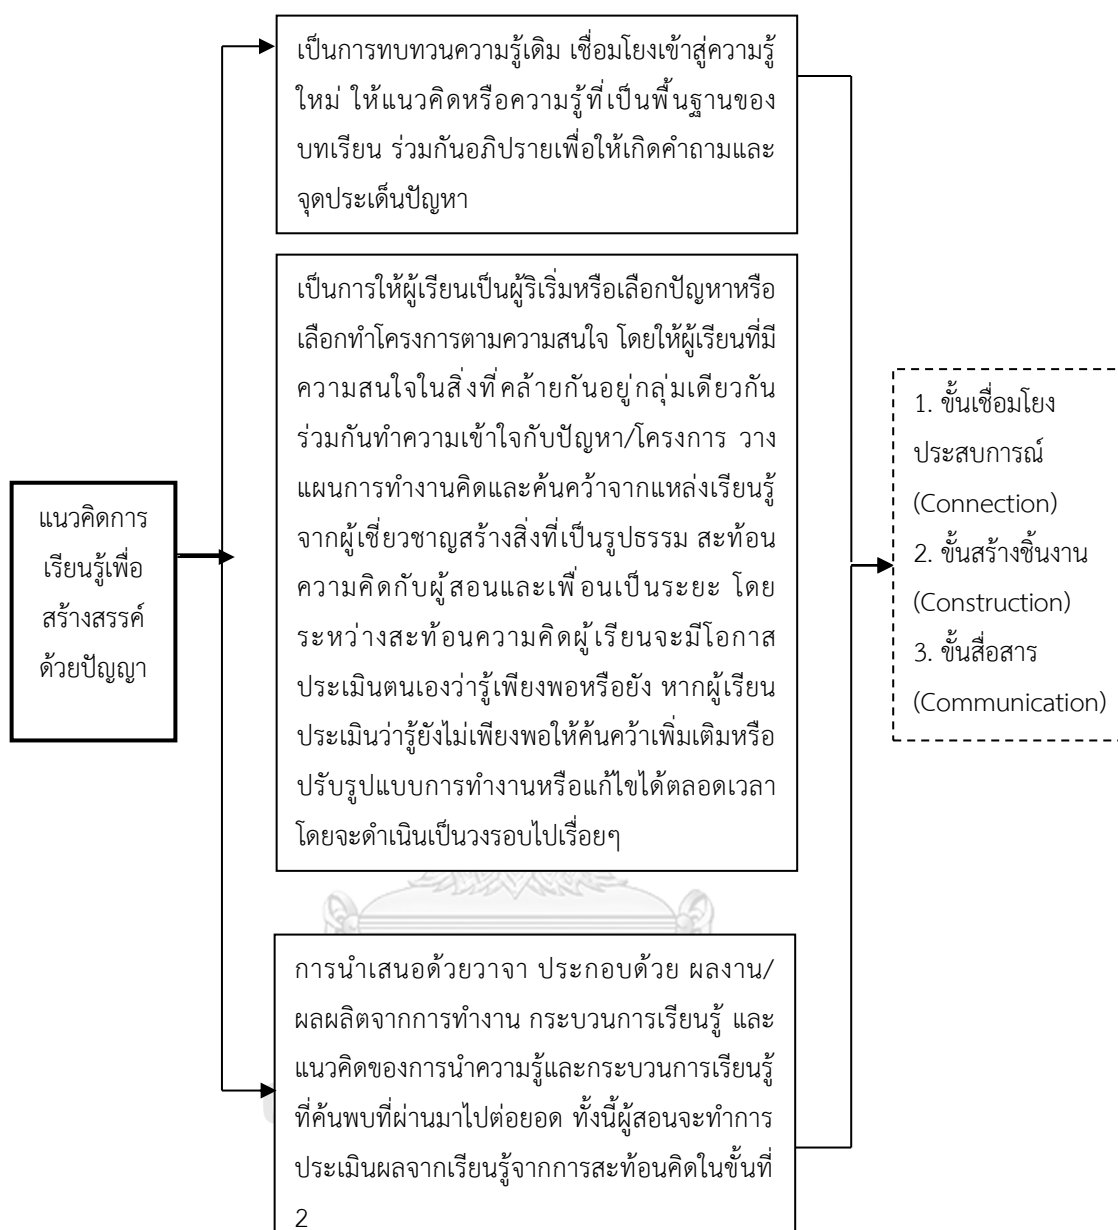 เป็นการทบทวนความรู้เดิม เชื่อมโยงเข้าสู่ความรู้
ใหม่ ให้แนวคิดหรือความรู้ที่เป็นพื้นฐานของ
บทเรียน ร่วมกันอภิปรายเพื่อให้เกิดคำถามและ
จุดประเด็นปัญหา
เป็นการให้ผู้เรียนเป็นผู้ริเริ่มหรือเลือกปัญหาหรือ
เลือกทำโครงการตามความสนใจ โดยให้ผู้เรียนที่มี
ความสนใจในสิ่งที่คล้ายกันอยู่กลุ่มเดียวกัน
ร่วมกันทำความเข้าใจกับปัญหา/โครงการ วาง
แผนการทำงานคิดและค้นคว้าจากแหล่งเรียนรู้
จากผู้เชี่ยวชาญสร้างสิ่งที่เป็นรูปธรรม สะท้อน
ความคิดกับผู้สอนและเพื่อนเป็นระยะ โดย
ระหว่างสะท้อนความคิดผู้เรียนจะมีโอกาส
ประเมินตนเองว่ารู้เพียงพอหรือยัง หากผู้เรียน
ประเมินว่ารู้ยังไม่เพียงพอให้ค้นคว้าเพิ่มเติมหรือ
ปรับรูปแบบการทำงานหรือแก้ไขได้ตลอดเวลา
โดยจะดำเนินเป็นวงรอบไปเรื่อยๆ
แนวคิดการ
เรียนรู้เพื่อ
สร้างสรรค์
ด้วยปัญญา
การนำเสนอด้วยวาจา ประกอบด้วย ผลงาน/
ผลผลิตจากการทำงาน กระบวนการเรียนรู้ และ
แนวคิดของการนำความรู้และกระบวนการเรียนรู้
ที่ค้นพบที่ผ่านมาไปต่อยอด ทั้งนี้ผู้สอนจะทำการ
ประเมินผลจากเรียนรู้จากการสะท้อนคิดในขั้นที่
2
1. ขั้นเชื่อมโยง
ประสบการณ์
(Connection)
2. ขั้นสร้างชิ้นงาน
(Construction)
3. ขั้นสื่อสาร
(Communication)